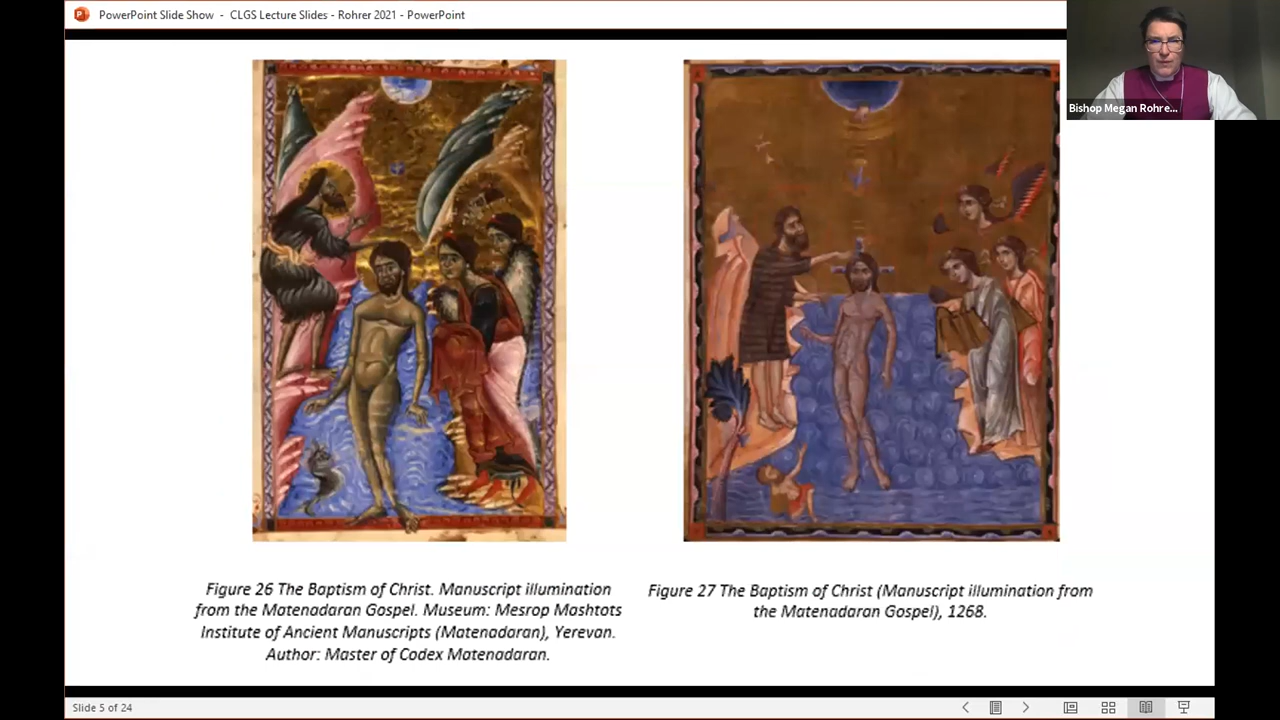 PowerPoint Slide Show - CLGS Lecture Slides - Rohrer 2021 - PowerPoint
Bishop Megan Rohre...
Figure 26 The Baptism of Christ. Manuscript illumination
from the Matenadaran Gospel. Museum: Mesrop Mashtots
Institute of Ancient Manuscripts (Matenadaran), Yerevan.
Author: Master of Codex Matenadaran.
Figure 27 The Baptism of Christ (Manuscript illumination from
the Matenadaran Gospel), 1268.
Slide 5 of 24